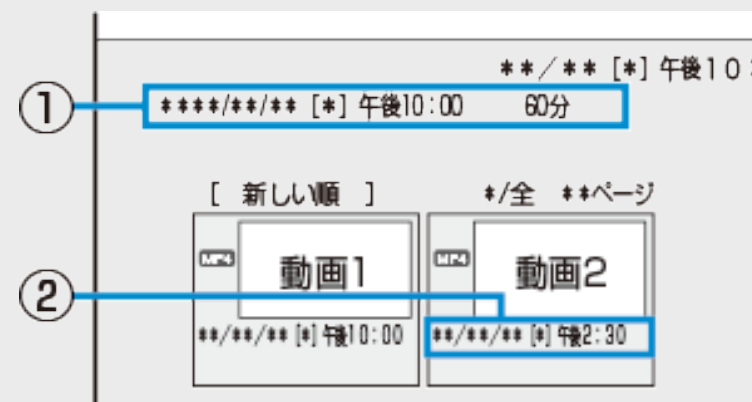 **/** [*] 午後10:
① ****/**/** [*] 午後10:00 60分
[ 新しい順 ] */全 **ページ
MP4 動画1 MP4 動画2
② **/**/** [*] 午後10:00 **/**/** [*] 午後2:30